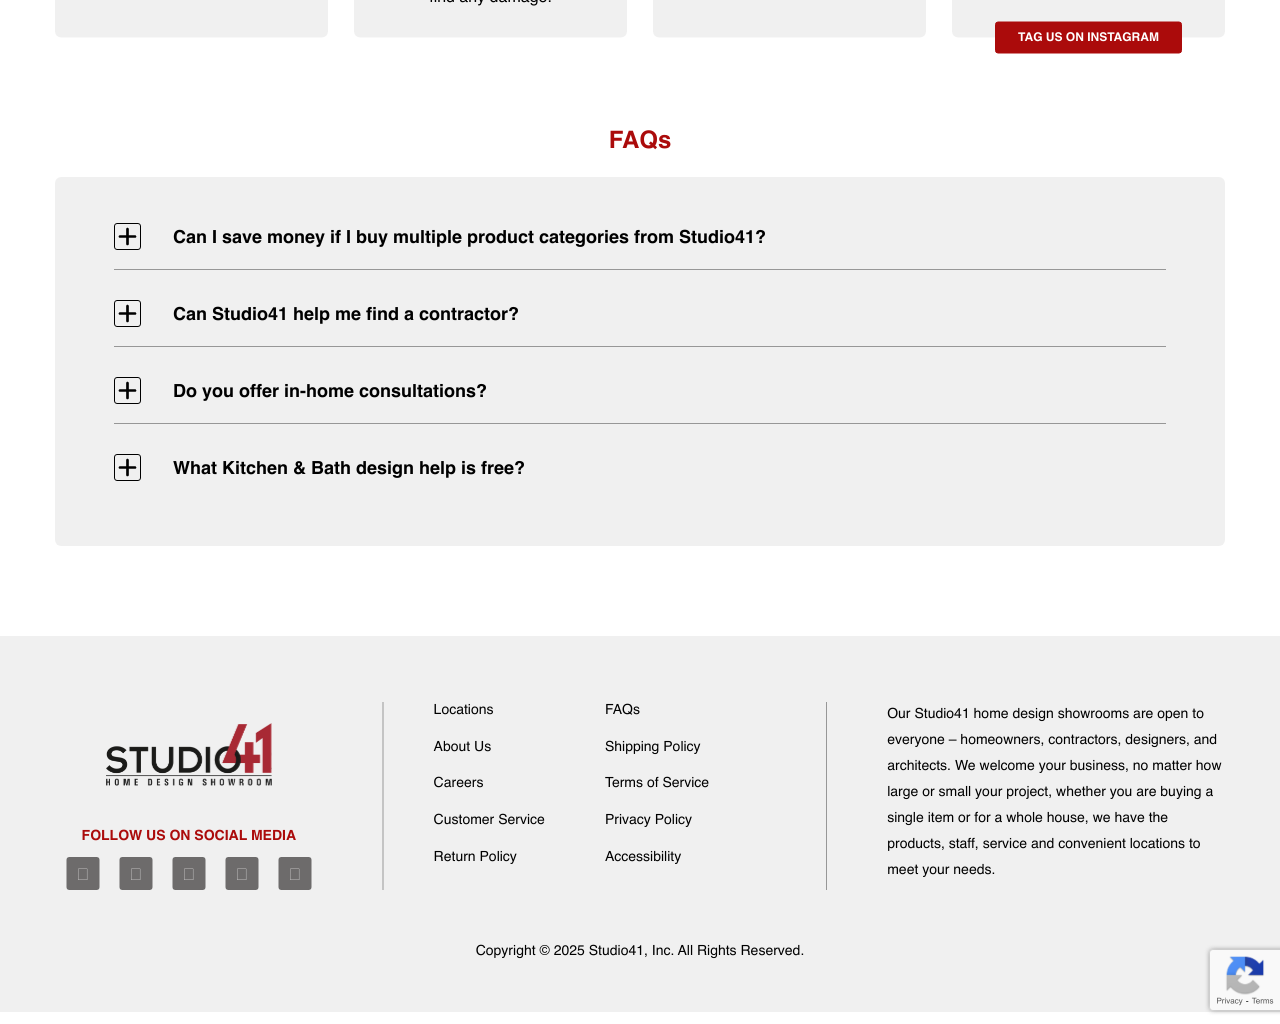 find any damage.
TAG US ON INSTAGRAM
FAQs
Can I save money if I buy multiple product categories from Studio41?
Can Studio41 help me find a contractor?
Do you offer in-home consultations?
What Kitchen & Bath design help is free?
STUDIO41
HOME DESIGN SHOWROOM
FOLLOW US ON SOCIAL MEDIA
Locations
About Us
Careers
Customer Service
Return Policy
FAQs
Shipping Policy
Terms of Service
Privacy Policy
Accessibility
Our Studio41 home design showrooms are open to
everyone – homeowners, contractors, designers, and
architects. We welcome your business, no matter how
large or small your project, whether you are buying a
single item or for a whole house, we have the
products, staff, service and convenient locations to
meet your needs.
Copyright © 2025 Studio41, Inc. All Rights Reserved.
Privacy - Terms